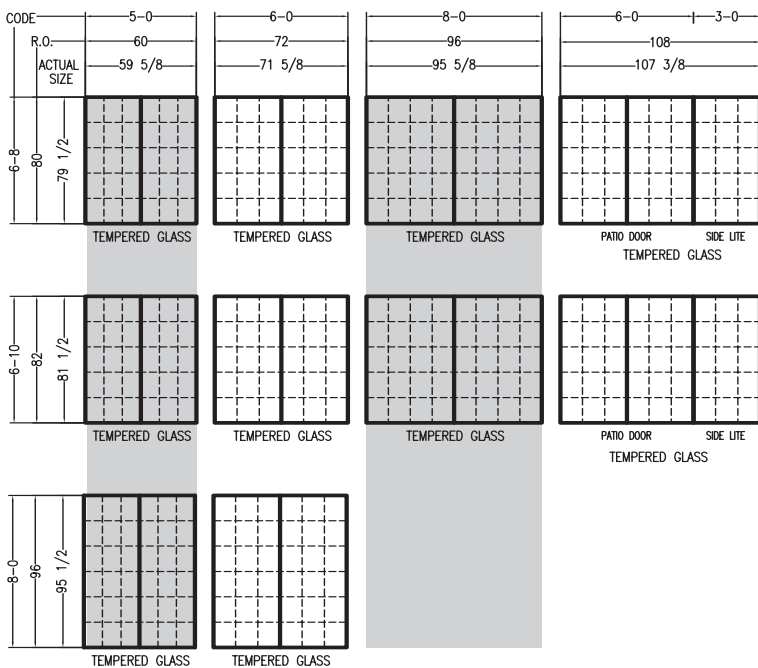 CODE 5-0 6-0 8-0 6-0 3-0
R.O. 60 72 96 108
ACTUAL SIZE 59 5/8 71 5/8 95 5/8 107 3/8
6-8 80 79 1/2
TEMPERED GLASS TEMPERED GLASS TEMPERED GLASS PATIO DOOR SIDE LITE
TEMPERED GLASS
6-10 82 81 1/2
TEMPERED GLASS TEMPERED GLASS TEMPERED GLASS PATIO DOOR SIDE LITE
TEMPERED GLASS
8-0 96 95 1/2
TEMPERED GLASS TEMPERED GLASS